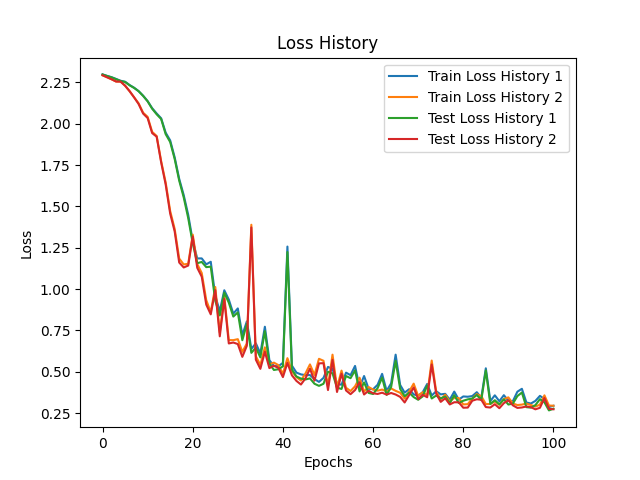 Loss History
Train Loss History 1
Train Loss History 2
Test Loss History 1
Test Loss History 2
Loss
2.25
2.00
1.75
1.50
1.25
1.00
0.75
0.50
0.25
0
20
40
60
80
100
Epochs